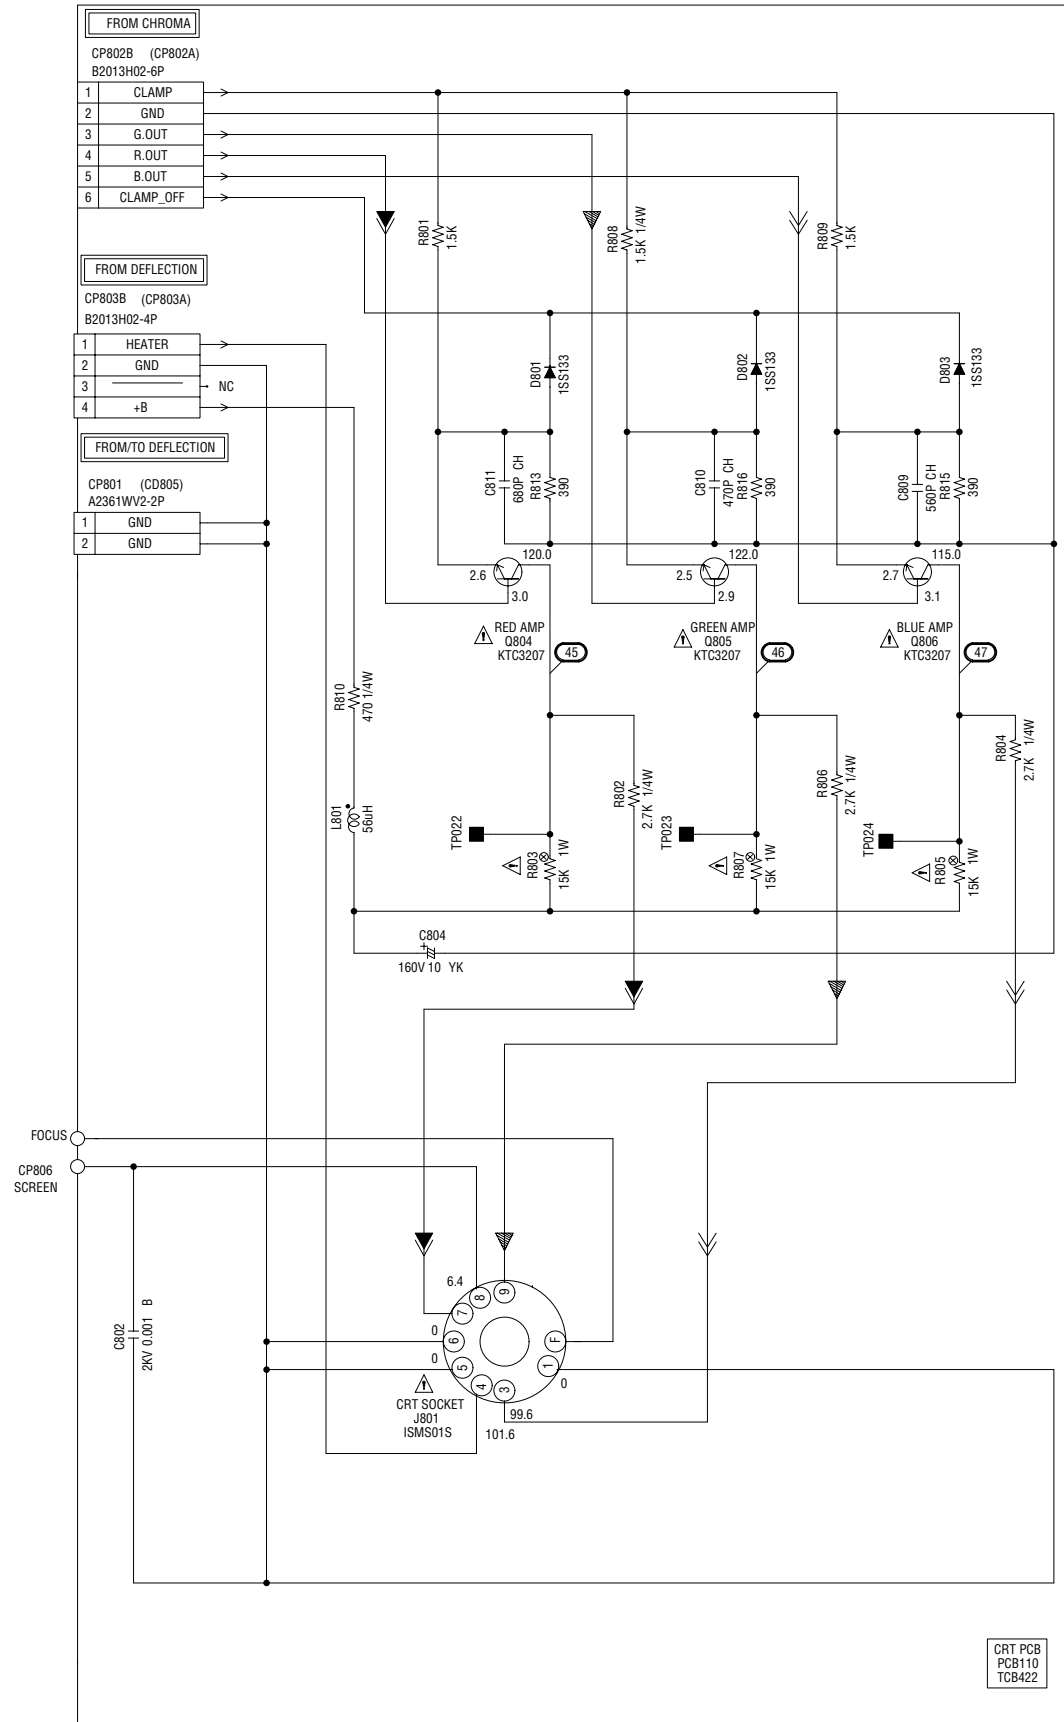 FROM CHROMA
CP802B (CP802A)
B2013H02-6P
1 CLAMP
2 GND
3 G.OUT
4 R.OUT
5 B.OUT
6 CLAMP_OFF
R801
1.5K
R808
1.5K 1/4W
R809
1.5K
FROM DEFLECTION
CP803B (CP803A)
B2013H02-4P
1 HEATER
2 GND
3 NC
4 +B
D801
1SS133
D802
1SS133
D803
1SS133
FROM/TO DEFLECTION
CP801 (CD805)
A2361WV2-2P
1 GND
2 GND
C811
680P CH
R813
390
C810
470P CH
R816
390
C809
560P CH
R815
390
120.0
122.0
115.0
2.6
2.5
2.7
3.0
2.9
3.1
RED AMP
Q804
KTC3207
45
GREEN AMP
Q805
KTC3207
46
BLUE AMP
Q806
KTC3207
47
R810
470 1/4W
R802
2.7K 1/4W
R806
2.7K 1/4W
R804
2.7K 1/4W
L801
56uH
TP022
TP023
TP024
! R803
15K 1W
! R807
15K 1W
! R805
15K 1W
C804
+
160V 10 YK
FOCUS
CP806
SCREEN
C802
2KV 0.001 B
6.4
0
0
0
7
8
9
6
F
5
4
3
1
!
CRT SOCKET
J801
ISMS01S
99.6
101.6
CRT PCB
PCB110
TCB422